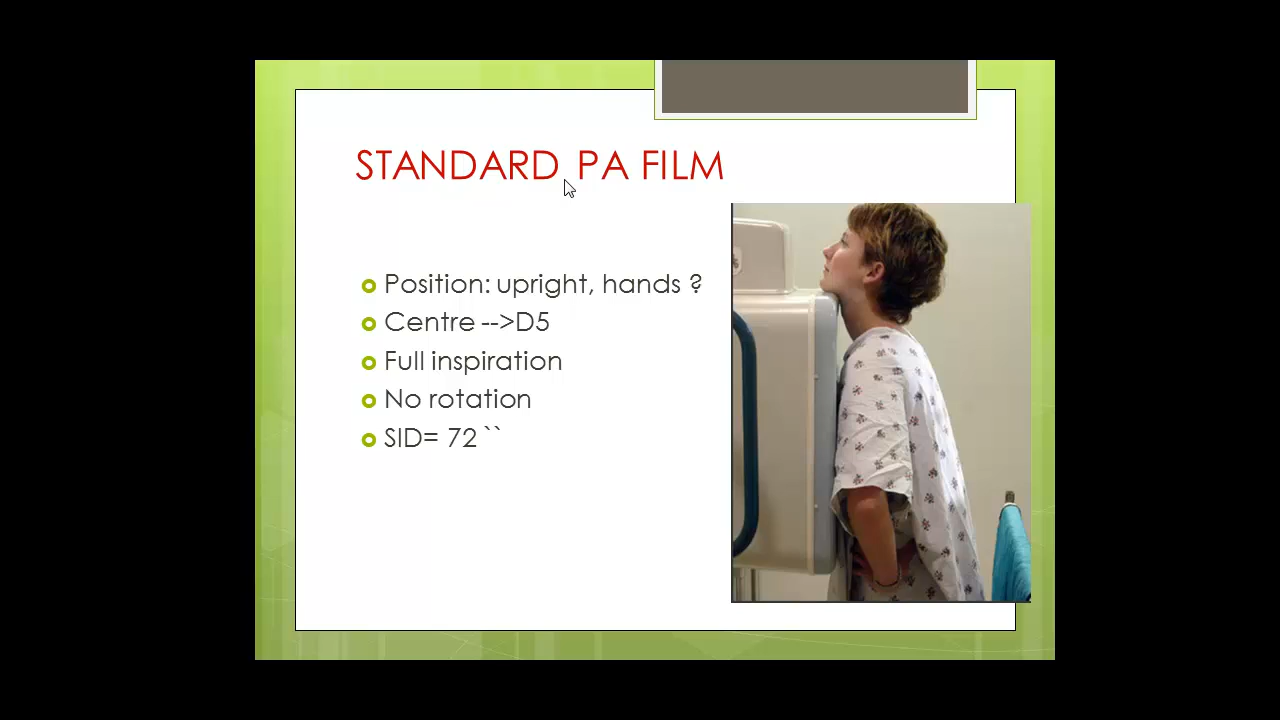 STANDARD PA FILM
Position: upright, hands ?
Centre -->D5
Full inspiration
No rotation
SID= 72 ``